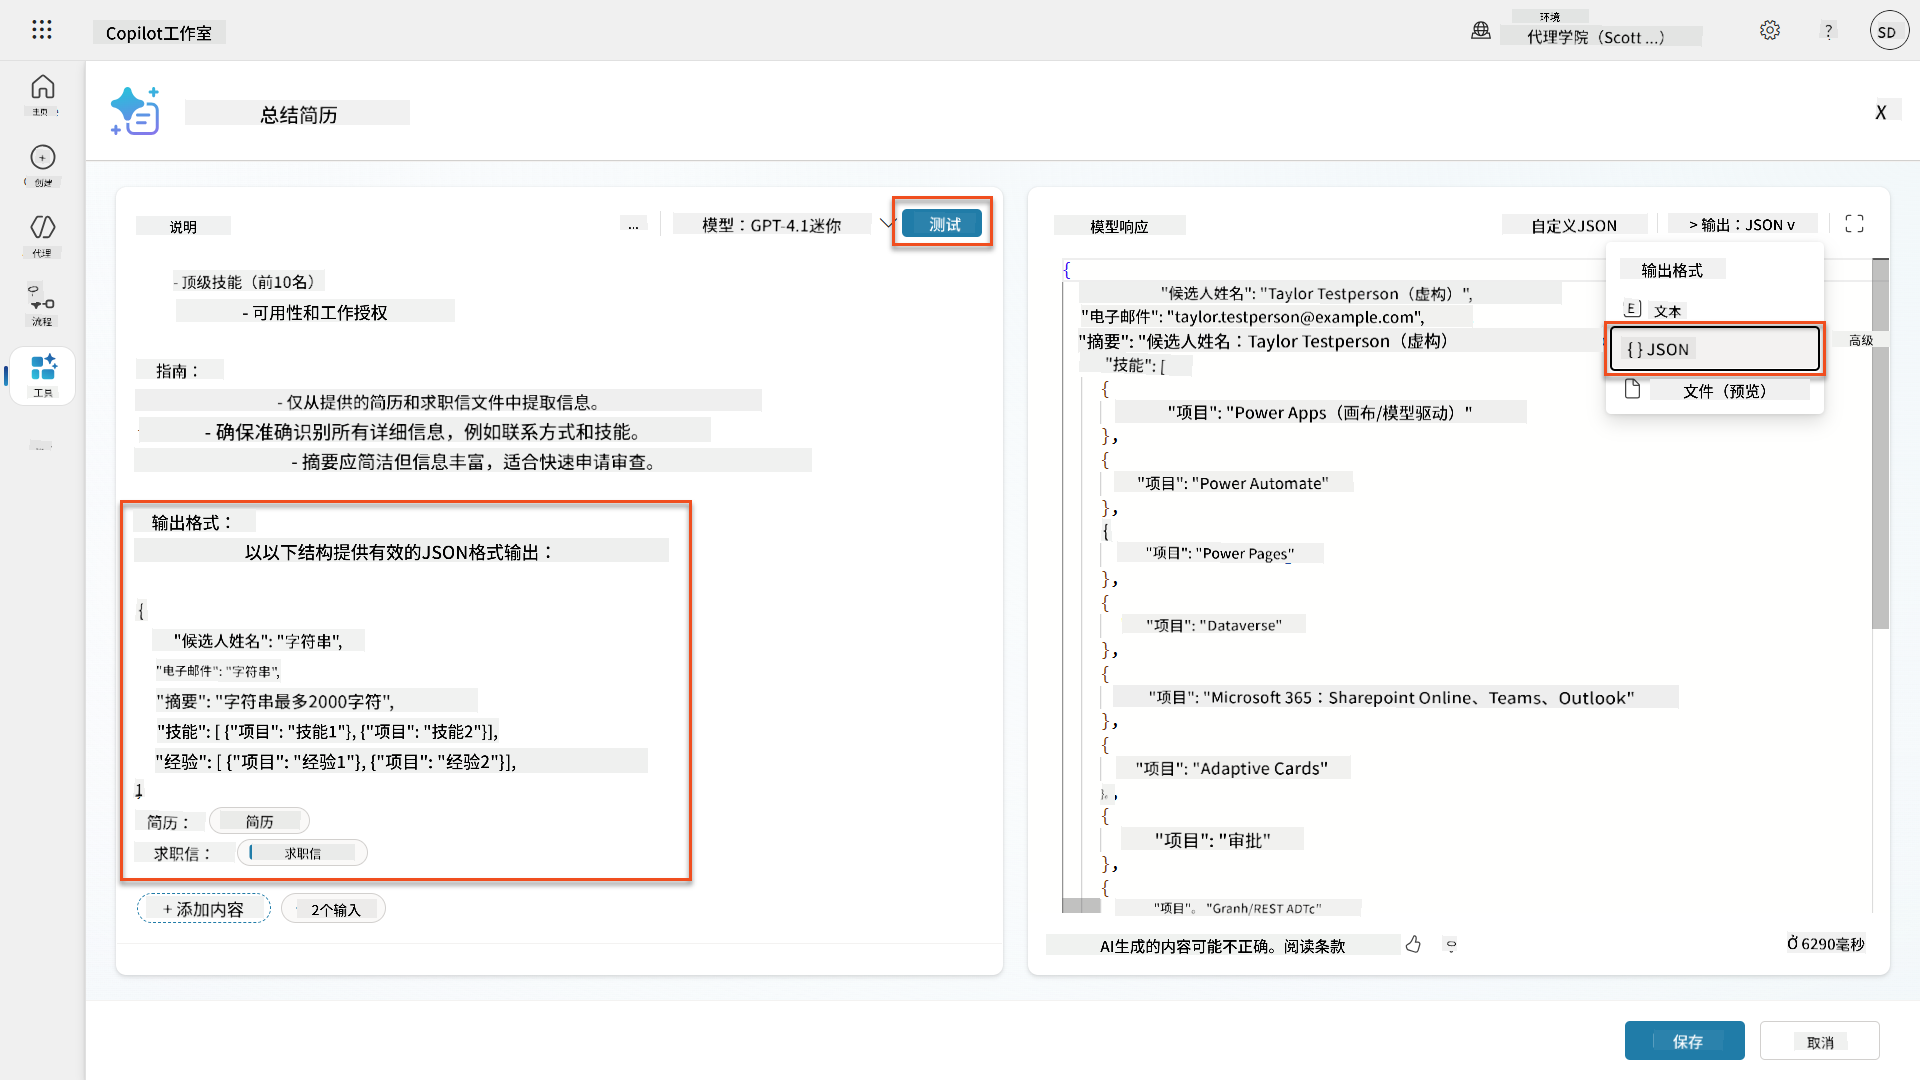 Copilot工作室
环境
代理学院（Scott ...）
?
SD
主页
创建
代理
流程
工具
...
总结简历
X
说明
...
模型：GPT-4.1迷你
测试
- 顶级技能（前10名）
- 可用性和工作授权
指南：
- 仅从提供的简历和求职信文件中提取信息。
- 确保准确识别所有详细信息，例如联系方式和技能。
- 摘要应简洁但信息丰富，适合快速申请审查。
输出格式：
以以下结构提供有效的JSON格式输出：
{
"候选人姓名": "字符串",
"电子邮件": "字符串",
"摘要": "字符串最多2000字符",
"技能": [ {"项目": "技能1"}, {"项目": "技能2"}],
"经验": [ {"项目": "经验1"}, {"项目": "经验2"}],
}
简历： 简历
求职信： 求职信
+ 添加内容 2个输入
模型响应
自定义JSON
> 输出：JSON v
输出格式
文本
{ } JSON
文件（预览）
高级
{
"候选人姓名": "Taylor Testperson（虚构）",
"电子邮件": "taylor.testperson@example.com",
"摘要": "候选人姓名：Taylor Testperson（虚构）
"技能": [
{
"项目": "Power Apps（画布/模型驱动）"
},
{
"项目": "Power Automate"
},
{
"项目": "Power Pages"
},
{
"项目": "Dataverse"
},
{
"项目": "Microsoft 365：Sharepoint Online、Teams、Outlook"
},
{
"项目": "Adaptive Cards"
},
{
"项目": "审批"
},
{
"项目"。 "Granh/REST ADTc"
AI生成的内容可能不正确。阅读条款
6290毫秒
保存
取消